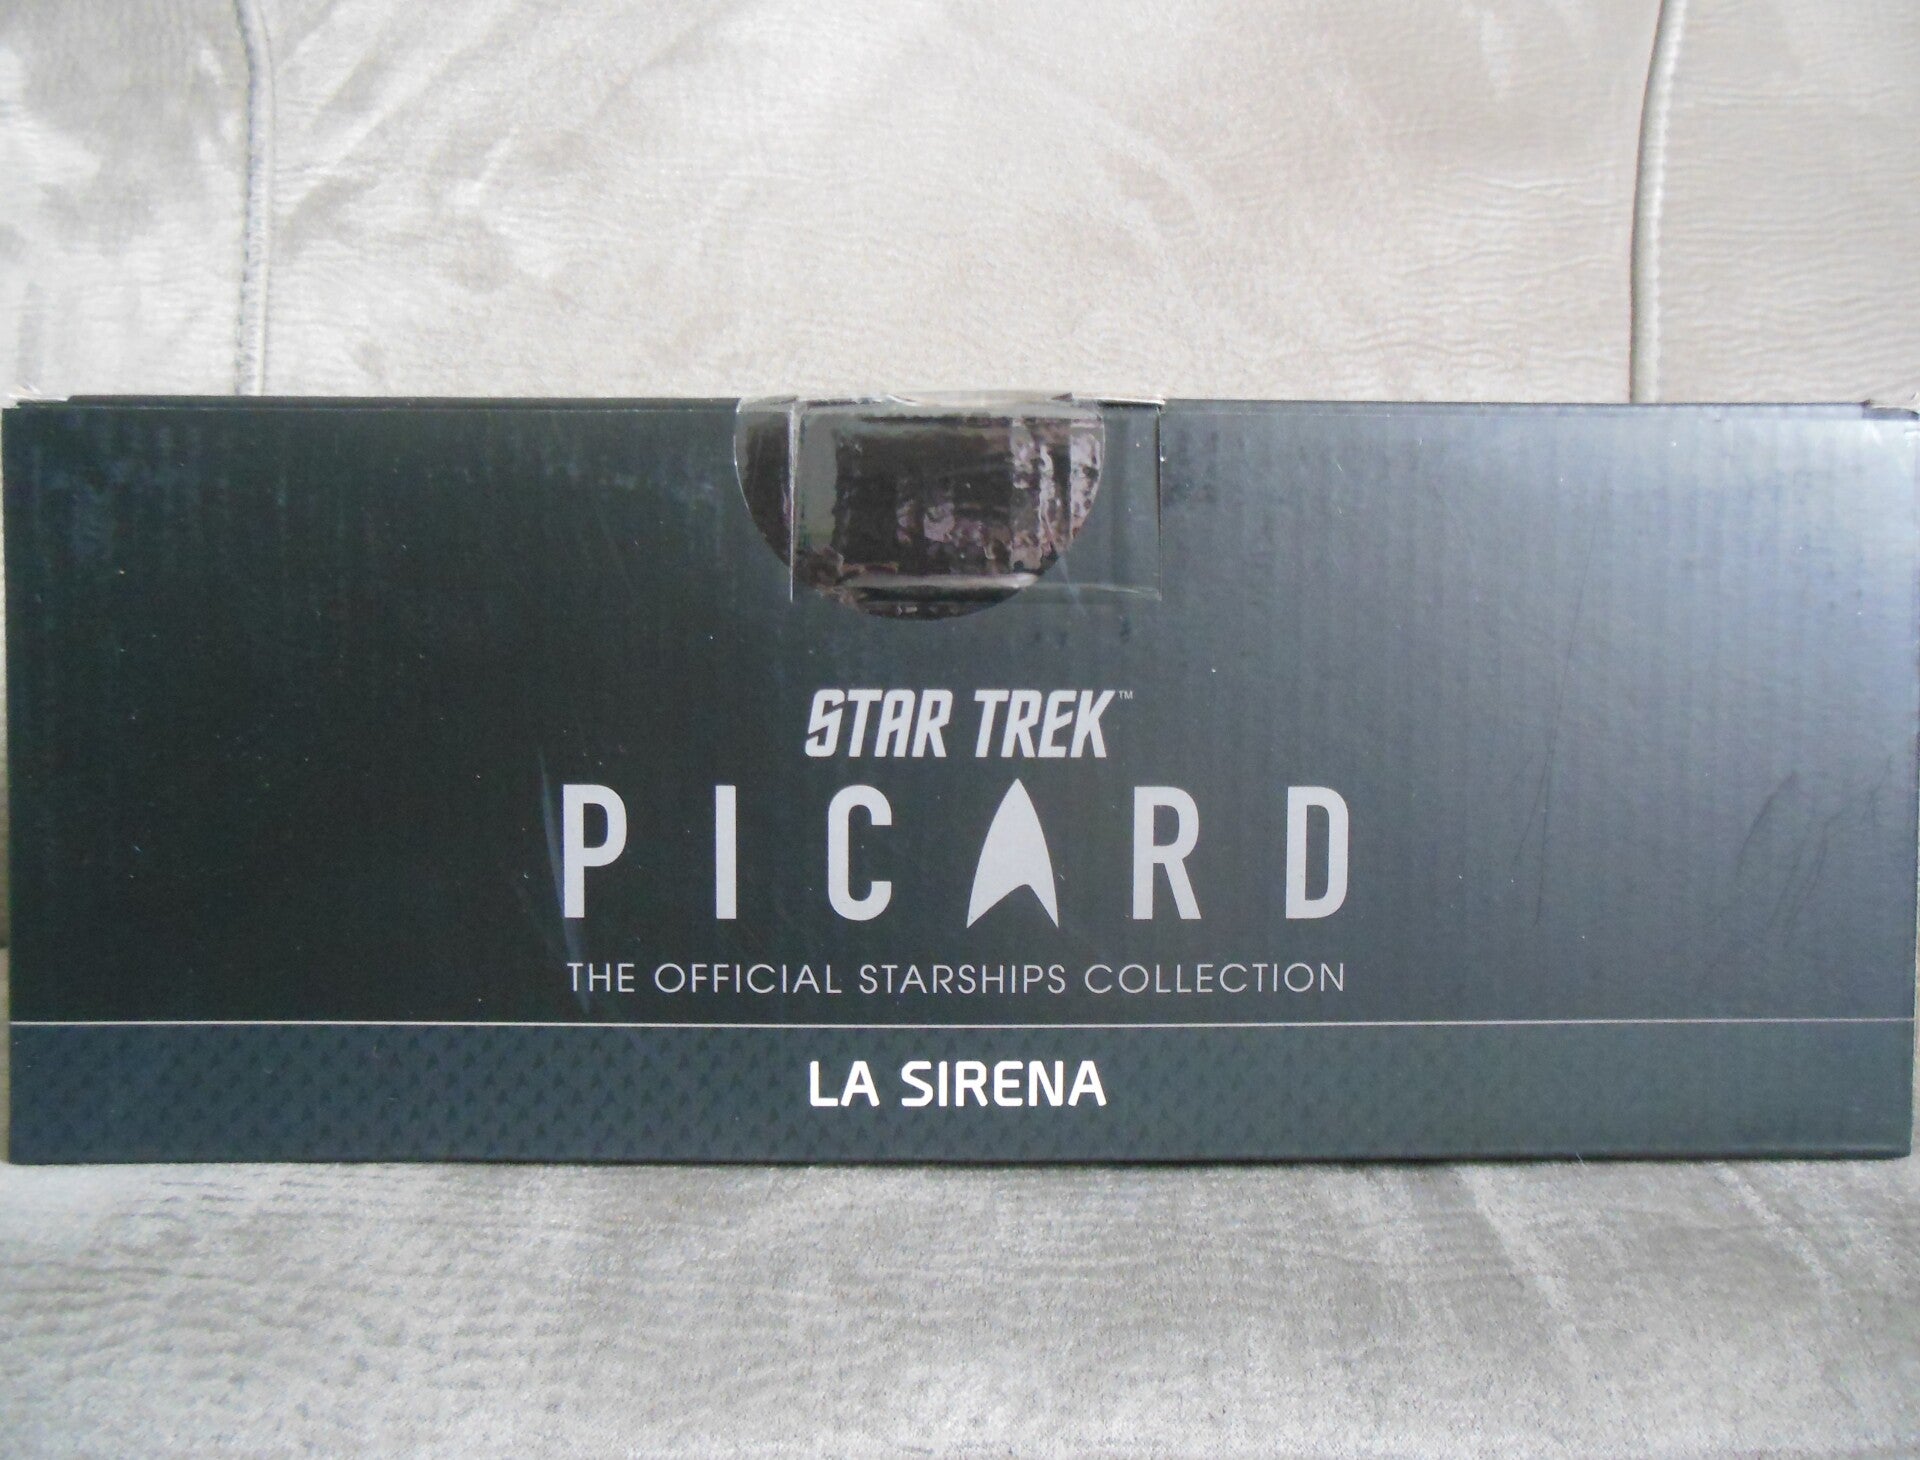 STAR TREK™
PICARD
THE OFFICIAL STARSHIPS COLLECTION
LA SIRENA